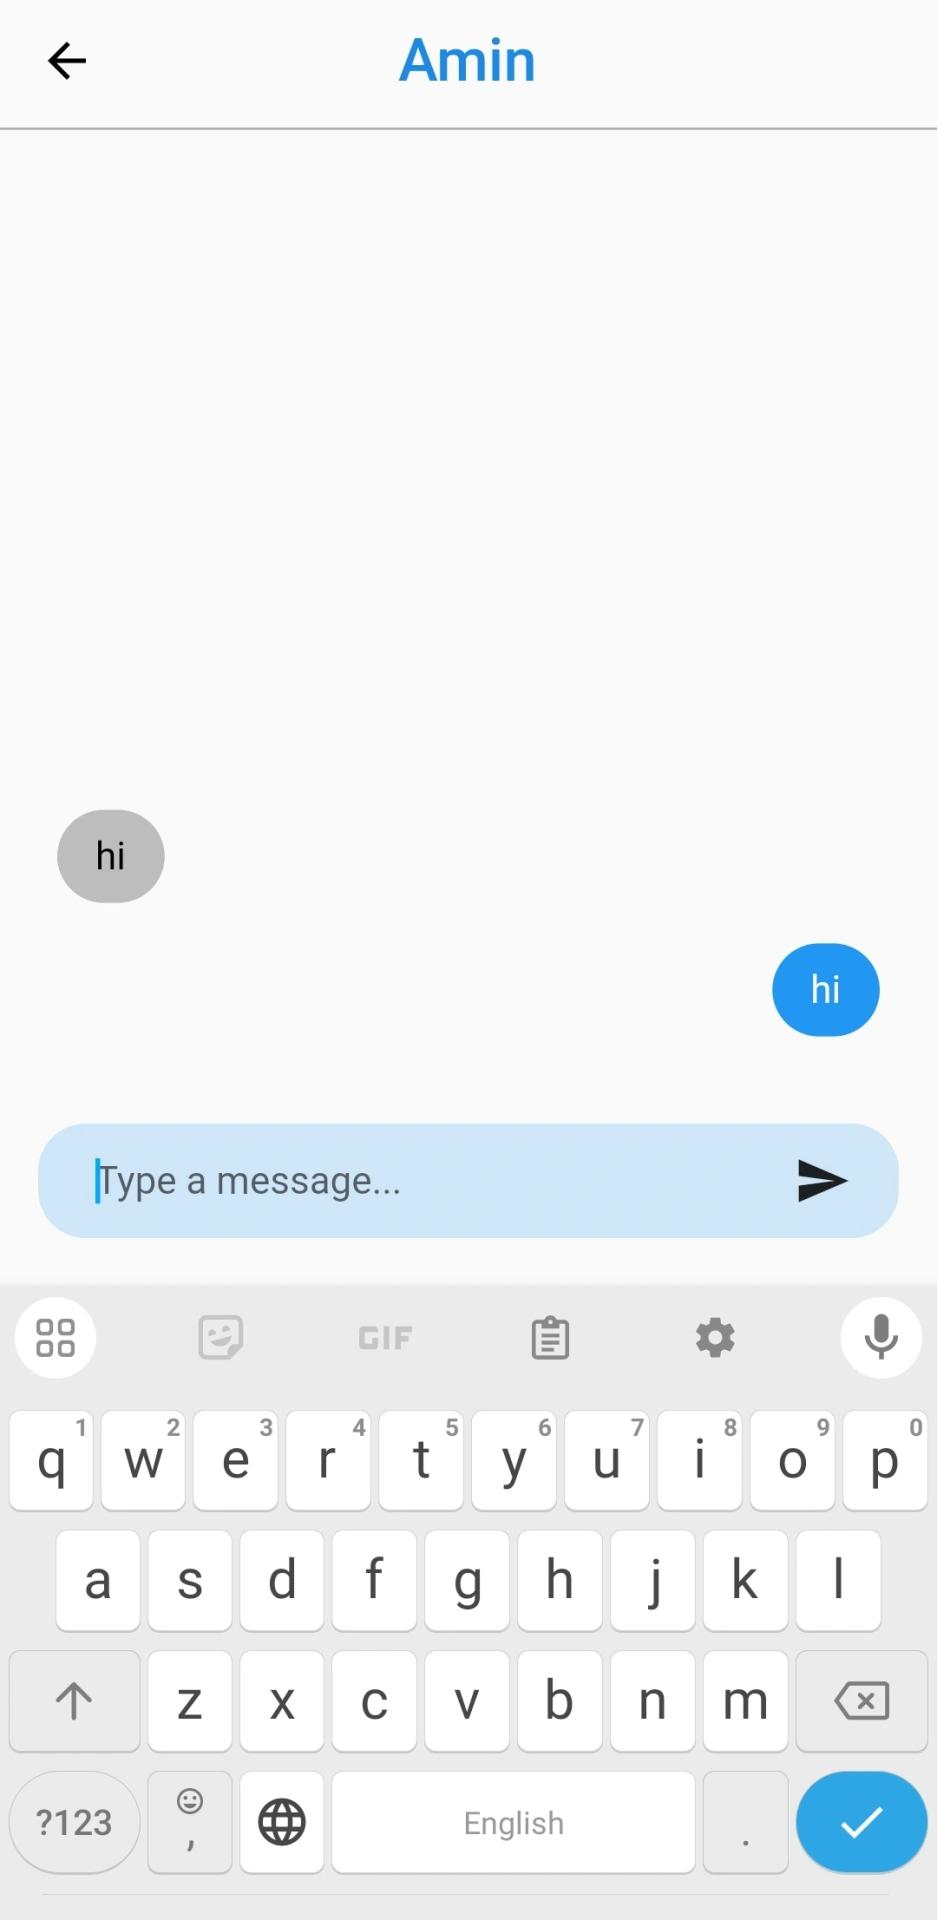 Amin
hi
hi
Type a message...
GIF
1 2 3 4 5 6 7 8 9 0
q w e r t y u i o p
a s d f g h j k l
z x c v b n m
?123 , English .